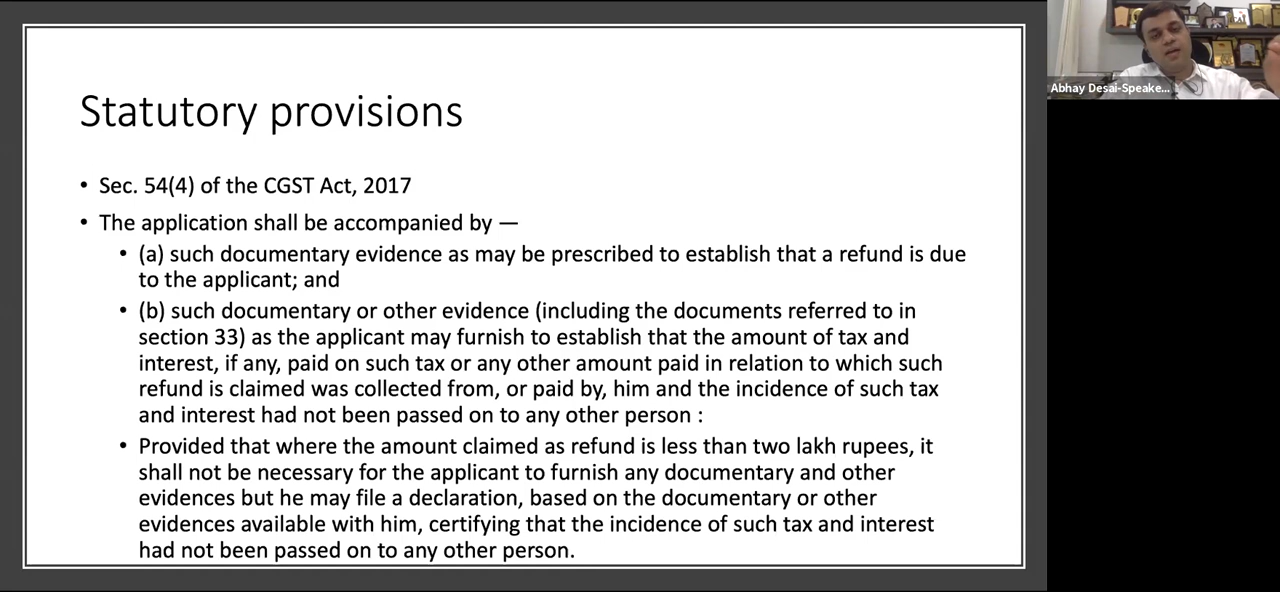 Statutory provisions
• Sec. 54(4) of the CGST Act, 2017
• The application shall be accompanied by —
• (a) such documentary evidence as may be prescribed to establish that a refund is due
to the applicant; and
• (b) such documentary or other evidence (including the documents referred to in
section 33) as the applicant may furnish to establish that the amount of tax and
interest, if any, paid on such tax or any other amount paid in relation to which such
refund is claimed was collected from, or paid by, him and the incidence of such tax
and interest had not been passed on to any other person :
• Provided that where the amount claimed as refund is less than two lakh rupees, it
shall not be necessary for the applicant to furnish any documentary and other
evidences but he may file a declaration, based on the documentary or other
evidences available with him, certifying that the incidence of such tax and interest
had not been passed on to any other person.
Abhay Desai-Speake...